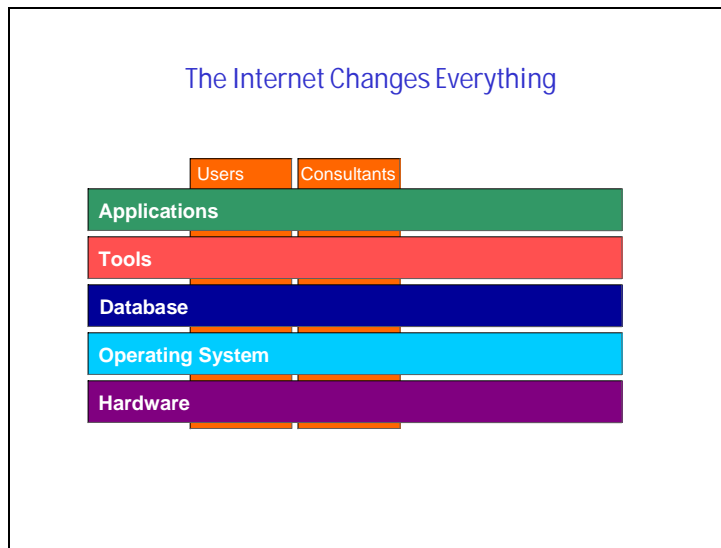 The Internet Changes Everything
Users Consultants
Applications
Tools
Database
Operating System
Hardware